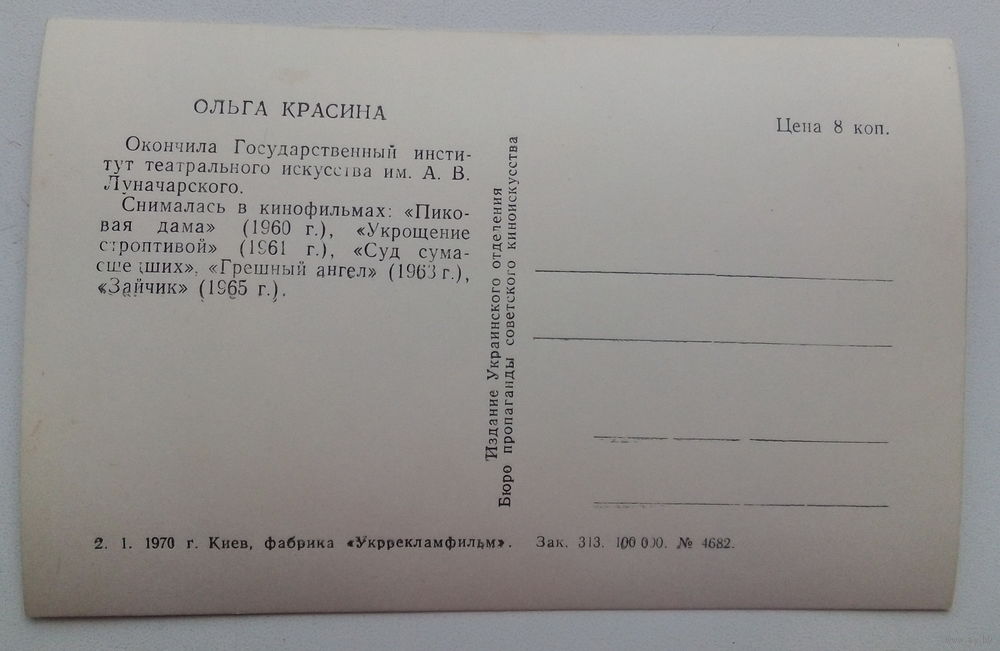 ОЛЬГА КРАСИНА
Окончила Государственный инсти-
тут театрального искусства им. А. В.
Луначарского.
Снималась в кинофильмах: «Пико-
вая дама» (1960 г.), «Укрощение
строптивой» (1961 г.), «Суд сума-
сшедших», «Грешный ангел» (1963 г.),
«Зайчик» (1965 г.).
Издание Украинского отделения
Бюро пропаганды советского киноискусства
Цена 8 коп.
2. 1. 1970 г. Киев, фабрика «Укррекламфильм». Зак. 313. 100 000. № 4682.